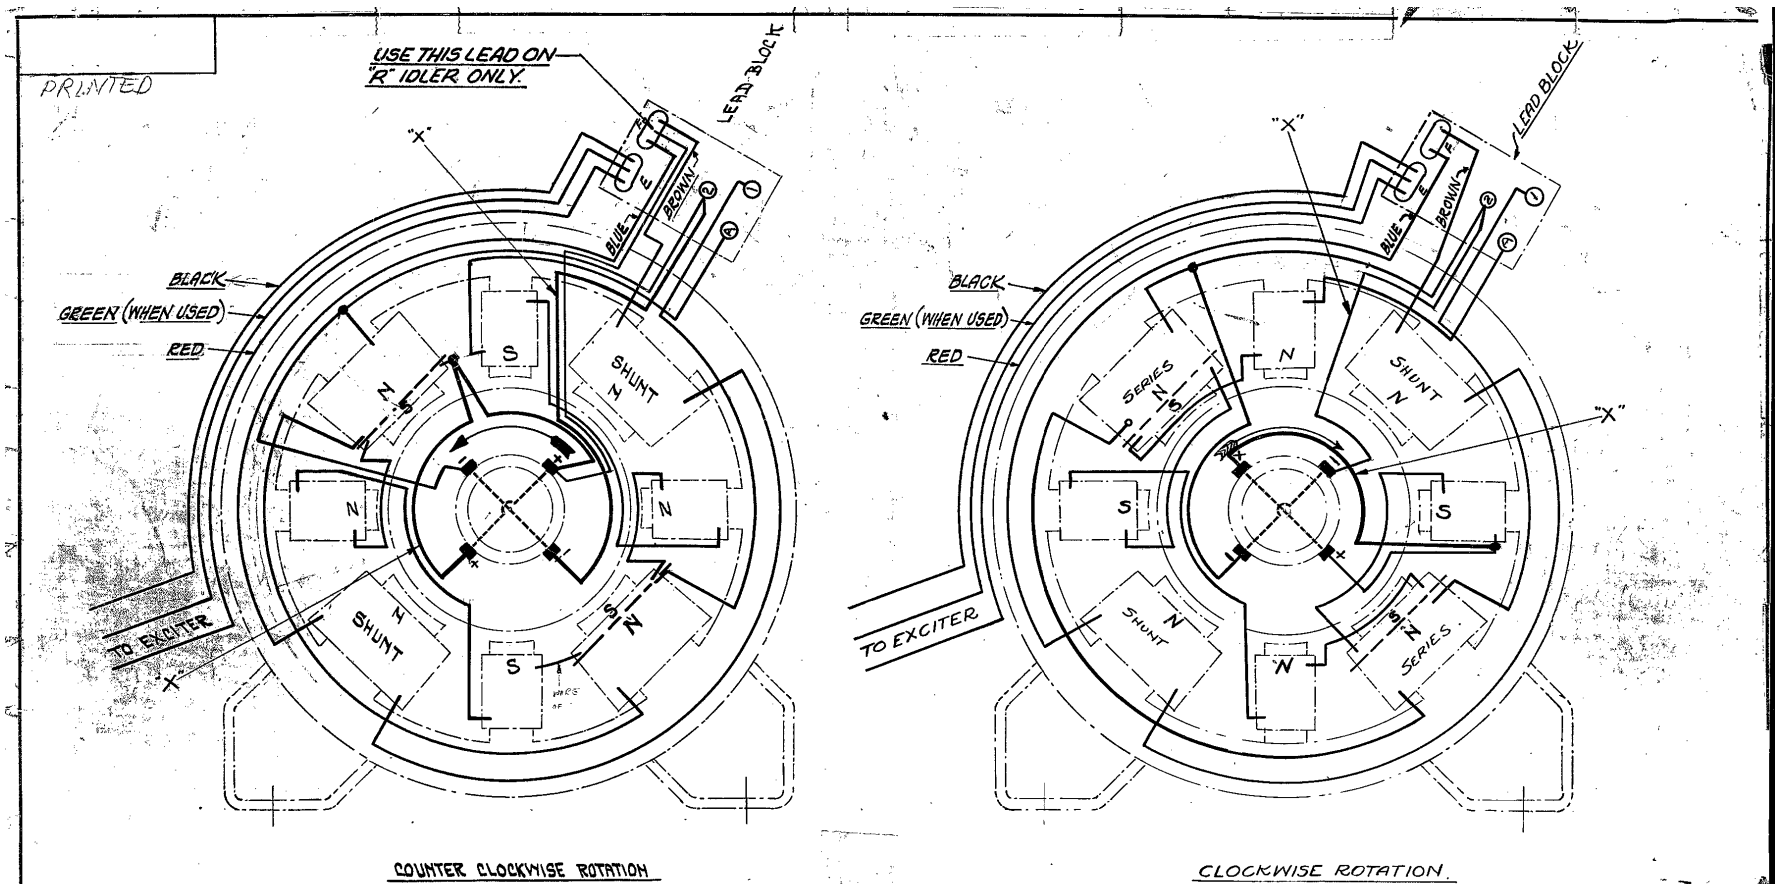 PRINTED
USE THIS LEAD ON
"R" IDLER ONLY.
LEAD BLOCK
"X"
F
E
BLUE
BROWN
2
1
A
BLACK
GREEN (WHEN USED)
RED
S
N
S
SHUNT
N
N
N
+
-
-
+
N
SHUNT
S
S
N
TO EXCITER
"X"
COUNTER CLOCKWISE ROTATION
LEAD BLOCK
"X"
F
E
BLUE
BROWN
2
1
A
BLACK
GREEN (WHEN USED)
RED
SERIES
N
S
N
SHUNT
N
"X"
S
S
+
-
-
+
SHUNT
N
N
S
N
SERIES
TO EXCITER
CLOCKWISE ROTATION.